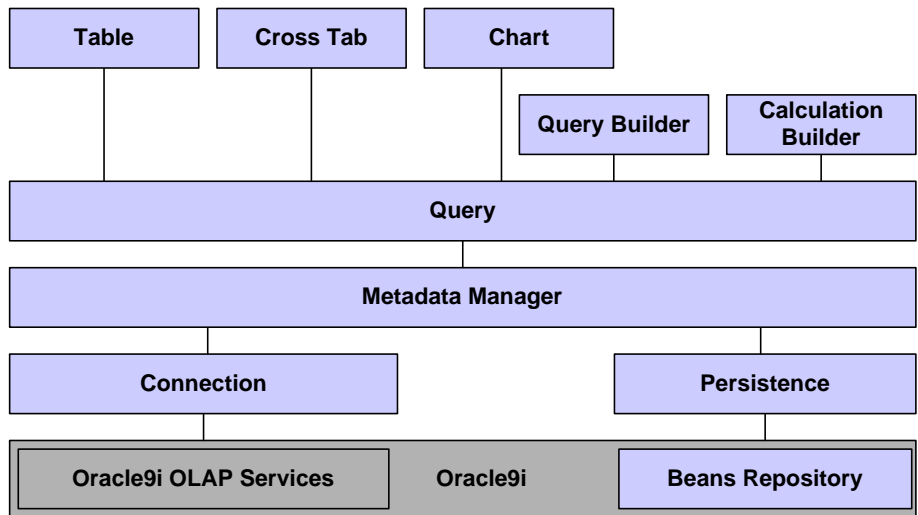 Table
Cross Tab
Chart
Query Builder
Calculation
Builder
Query
Metadata Manager
Connection
Persistence
Oracle9i OLAP Services
Oracle9i
Beans Repository